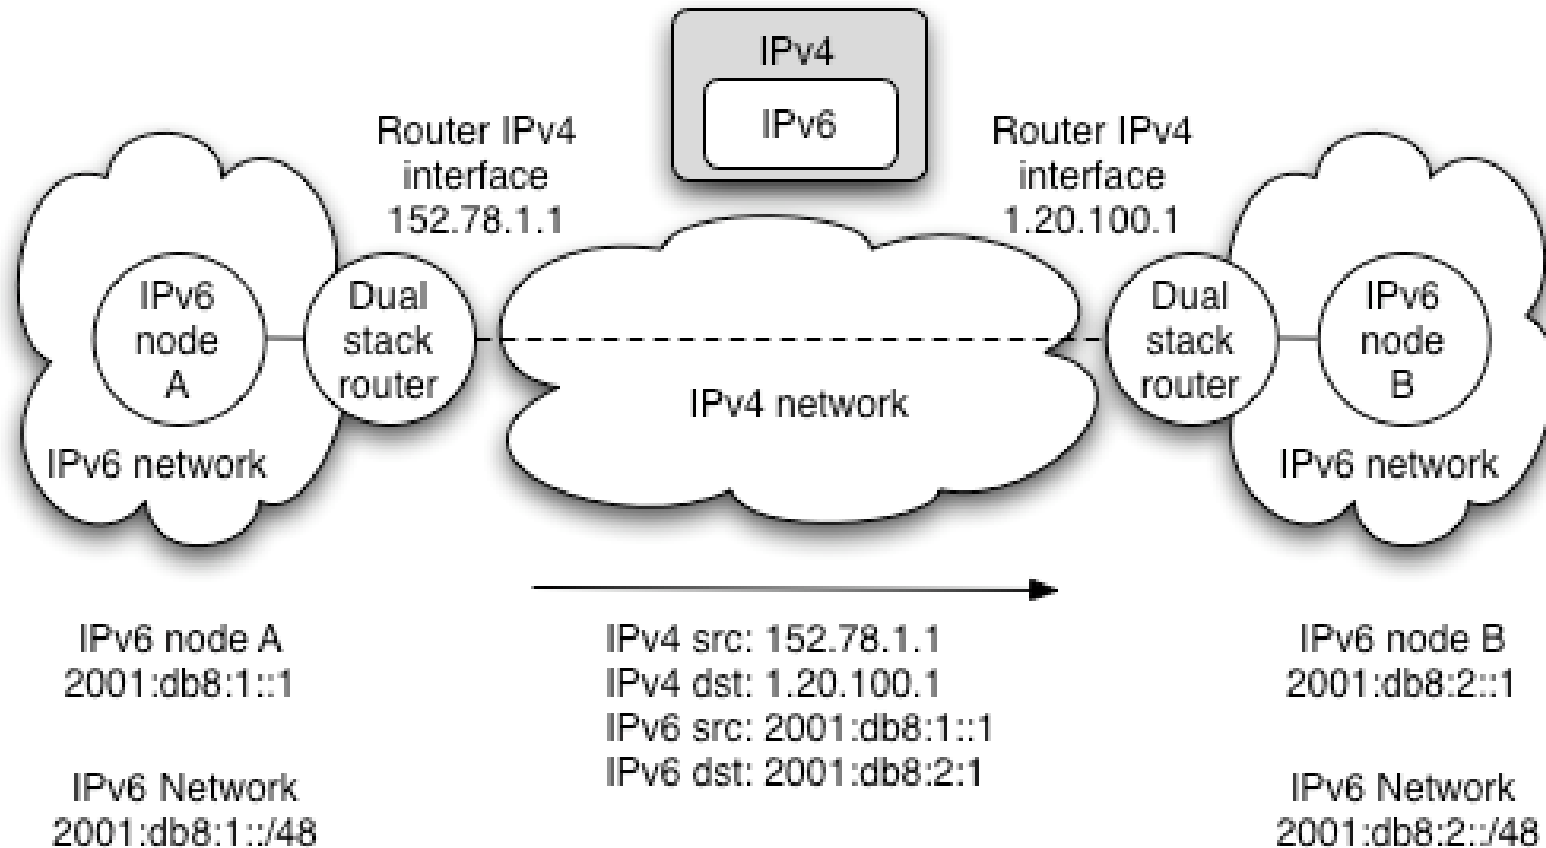 IPv4
IPv6
Router IPv4
interface
152.78.1.1
Router IPv4
interface
1.20.100.1
IPv6
node
A
Dual
stack
router
IPv4 network
Dual
stack
router
IPv6
node
B
IPv6 network
IPv6 network
IPv6 node A
2001:db8:1::1
IPv6 Network
2001:db8:1::/48
IPv4 src: 152.78.1.1
IPv4 dst: 1.20.100.1
IPv6 src: 2001:db8:1::1
IPv6 dst: 2001:db8:2:1
IPv6 node B
2001:db8:2::1
IPv6 Network
2001:db8:2::/48